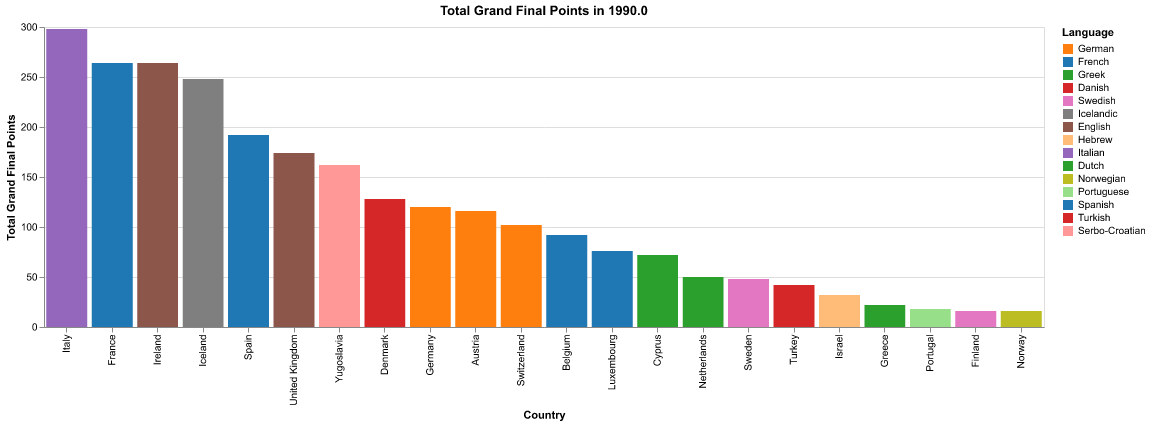 Total Grand Final Points in 1990.0
Total Grand Final Points
300
250
200
150
100
50
0
Italy
France
Ireland
Iceland
Spain
United Kingdom
Yugoslavia
Denmark
Germany
Austria
Switzerland
Belgium
Luxembourg
Cyprus
Netherlands
Sweden
Turkey
Israel
Greece
Portugal
Finland
Norway
Country
Language
German
French
Greek
Danish
Swedish
Icelandic
English
Hebrew
Italian
Dutch
Norwegian
Portuguese
Spanish
Turkish
Serbo-Croatian